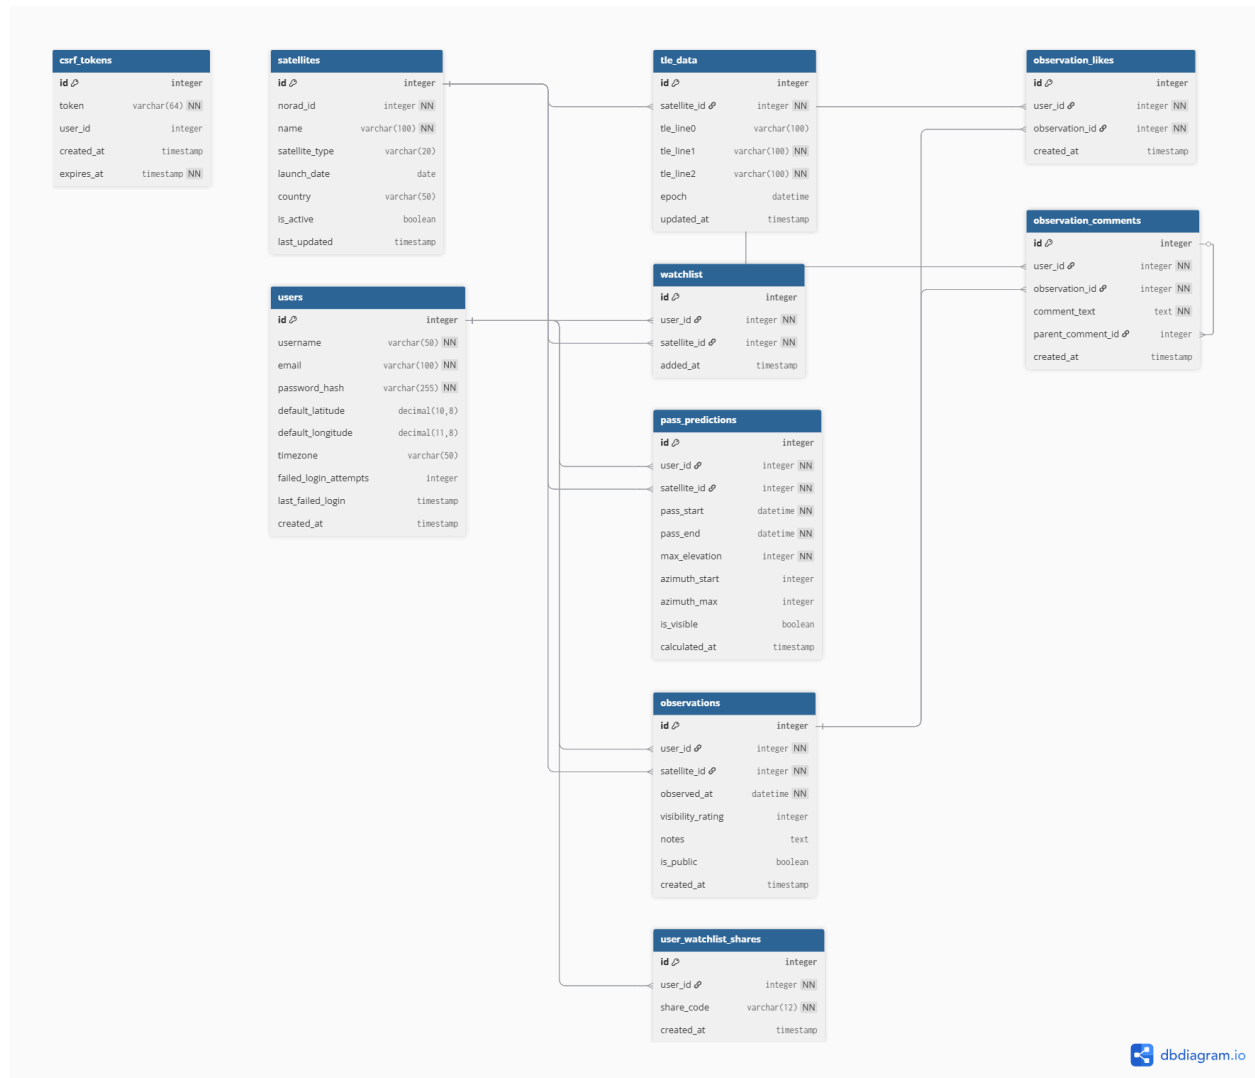 csrf_tokens
id integer
token varchar(64) NN
user_id integer
created_at timestamp
expires_at timestamp NN
satellites
id integer
norad_id integer NN
name varchar(100) NN
satellite_type varchar(20)
launch_date date
country varchar(50)
is_active boolean
last_updated timestamp
users
id integer
username varchar(50) NN
email varchar(100) NN
password_hash varchar(255) NN
default_latitude decimal(10,8)
default_longitude decimal(11,8)
timezone varchar(50)
failed_login_attempts integer
last_failed_login timestamp
created_at timestamp
tle_data
id integer
satellite_id integer NN
tle_line0 varchar(100)
tle_line1 varchar(100) NN
tle_line2 varchar(100) NN
epoch datetime
updated_at timestamp
watchlist
id integer
user_id integer NN
satellite_id integer NN
added_at timestamp
pass_predictions
id integer
user_id integer NN
satellite_id integer NN
pass_start datetime NN
pass_end datetime NN
max_elevation integer NN
azimuth_start integer
azimuth_max integer
is_visible boolean
calculated_at timestamp
observations
id integer
user_id integer NN
satellite_id integer NN
observed_at datetime NN
visibility_rating integer
notes text
is_public boolean
created_at timestamp
user_watchlist_shares
id integer
user_id integer NN
share_code varchar(12) NN
created_at timestamp
observation_likes
id integer
user_id integer NN
observation_id integer NN
created_at timestamp
observation_comments
id integer
user_id integer NN
observation_id integer NN
comment_text text NN
parent_comment_id integer
created_at timestamp
dbdiagram.io